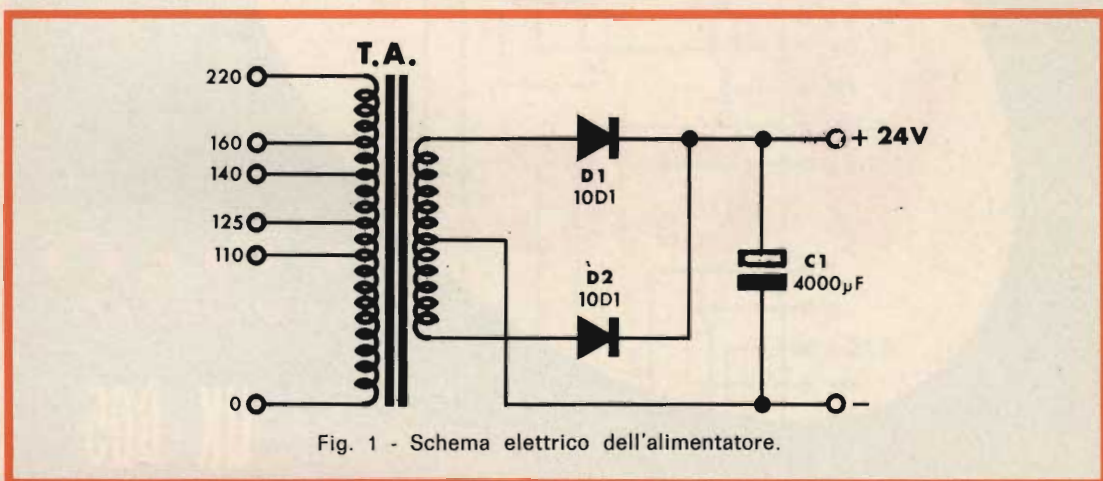 T.A.
220
160
140
125
110
0
D1
10D1
D2
10D1
+ 24V
C1
4000μF
−
Fig. 1 - Schema elettrico dell'alimentatore.